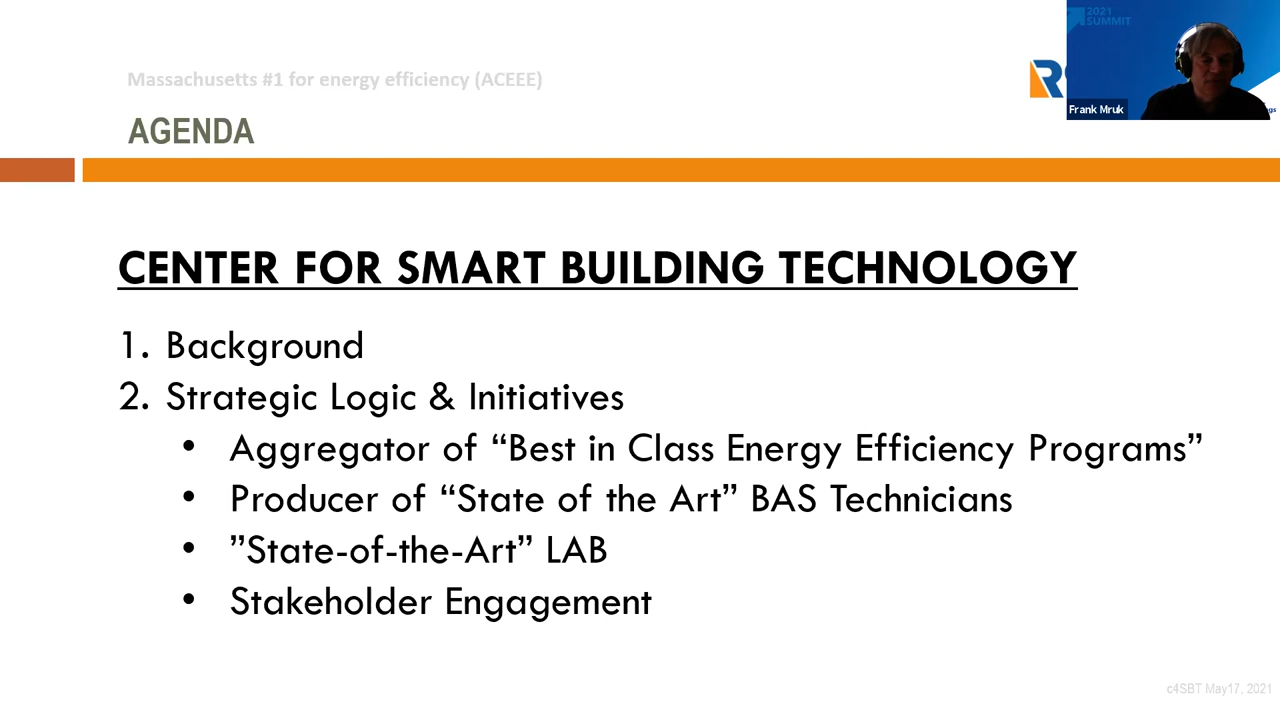 2021
SUMMIT
Massachusetts #1 for energy efficiency (ACEEE)
AGENDA
Frank Mruk
CENTER FOR SMART BUILDING TECHNOLOGY
1. Background
2. Strategic Logic & Initiatives
• Aggregator of “Best in Class Energy Efficiency Programs”
• Producer of “State of the Art” BAS Technicians
• ”State-of-the-Art” LAB
• Stakeholder Engagement
c4SBT May17, 2021